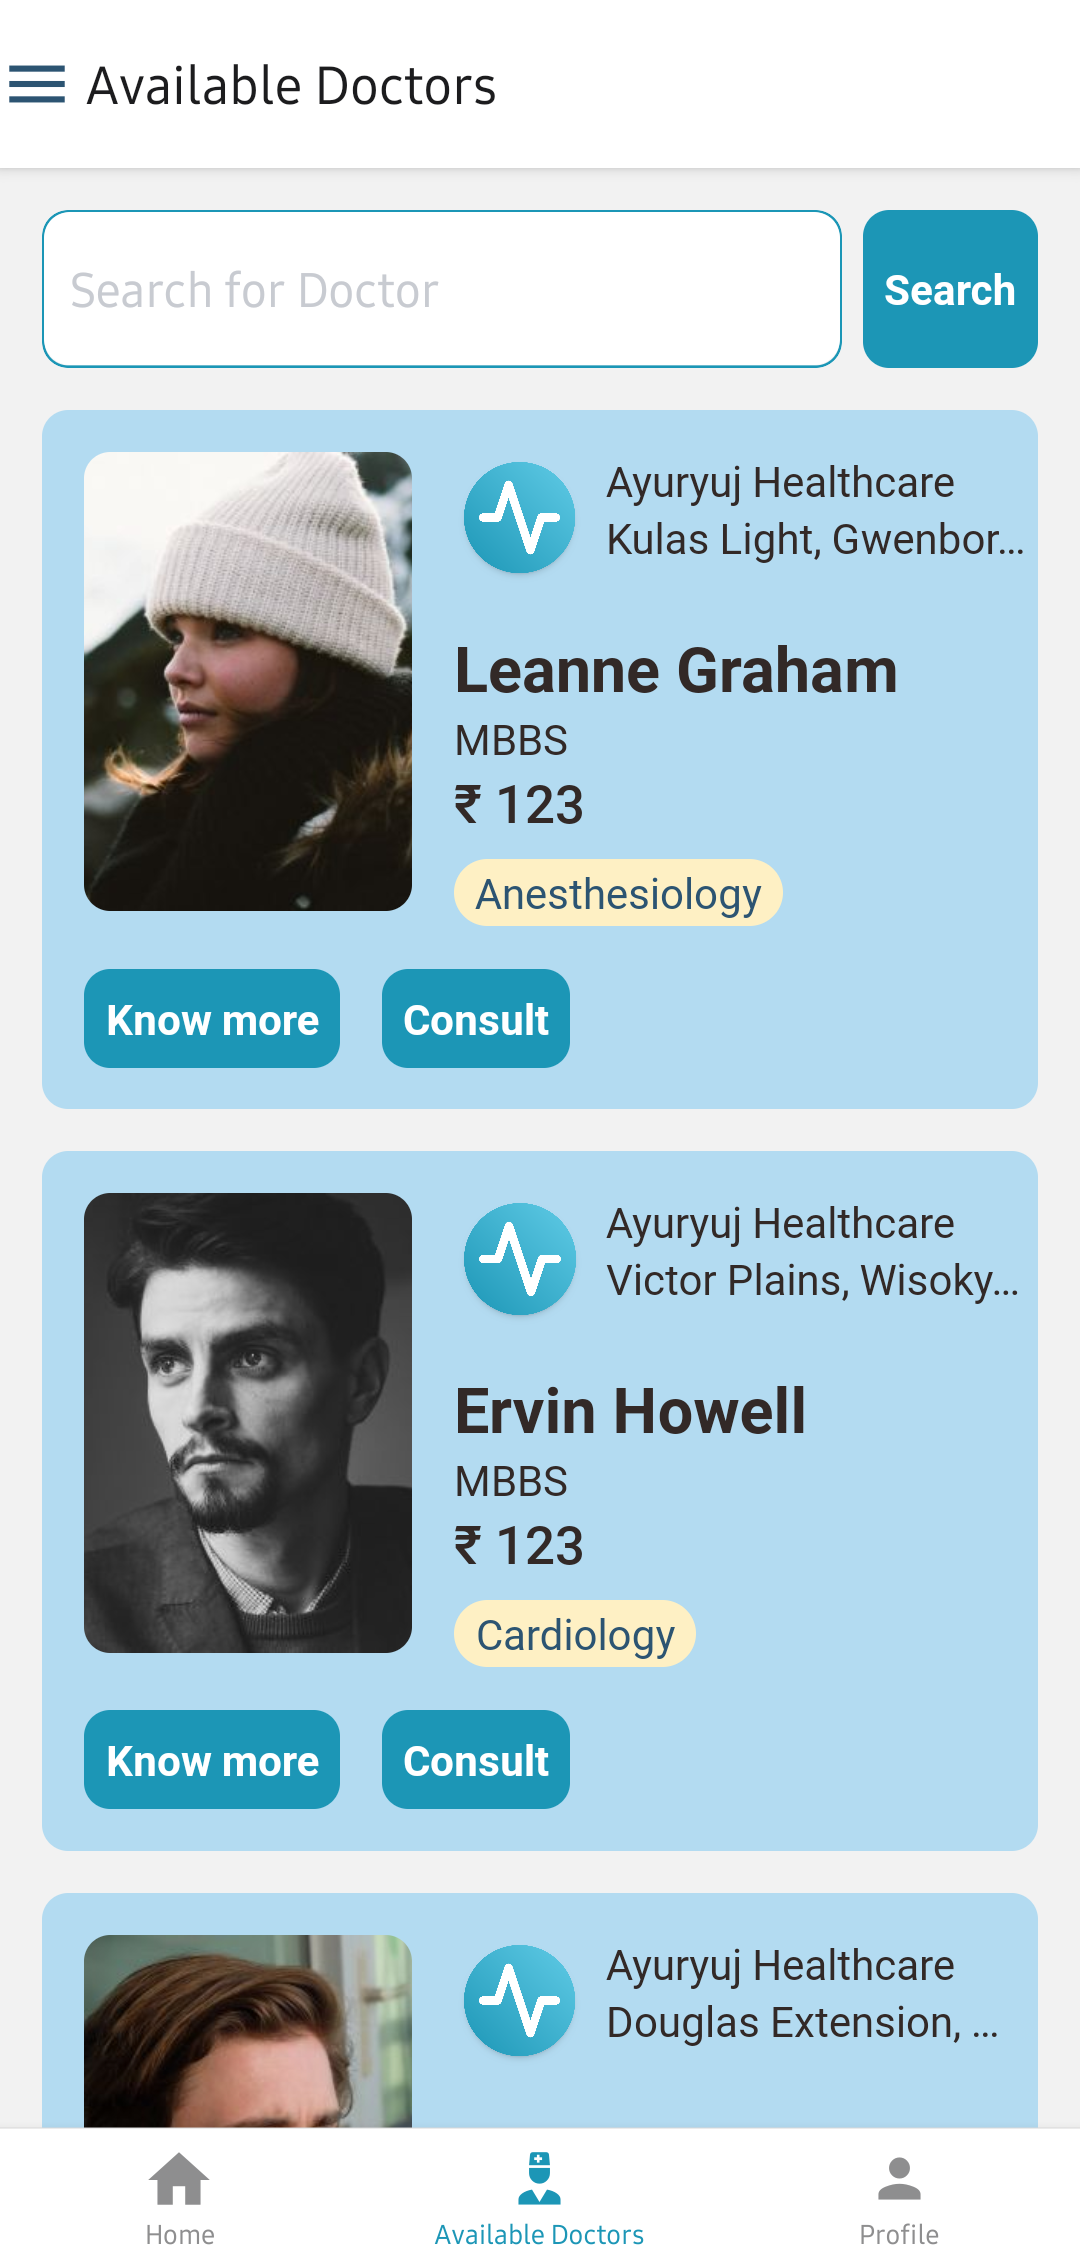 Available Doctors
Search for Doctor
Search
Ayuryuj Healthcare
Kulas Light, Gwenbor...
Leanne Graham
MBBS
₹ 123
Anesthesiology
Know more
Consult
Ayuryuj Healthcare
Victor Plains, Wisoky...
Ervin Howell
MBBS
₹ 123
Cardiology
Know more
Consult
Ayuryuj Healthcare
Douglas Extension, ...
Home
Available Doctors
Profile